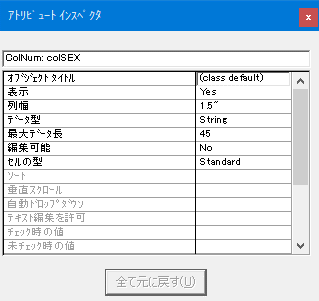 ｱﾄﾘﾋﾞｭｰﾄ ｲﾝｽﾍﾟｸﾀ
x
ColNum: colSEX
ｵﾌﾞｼﾞｪｸﾄ ﾀｲﾄﾙ (class default)
表示 Yes
列幅 1.5"
ﾃﾞｰﾀ型 String
最大ﾃﾞｰﾀ長 45
編集可能 No
ｾﾙの型 Standard
ｿｰﾄ
垂直ｽｸﾛｰﾙ
自動ﾄﾞﾛｯﾌﾟﾀﾞｳﾝ
ﾃｷｽﾄ編集を許可
ﾁｪｯｸ時の値
未ﾁｪｯｸ時の値
全て元に戻す(U)